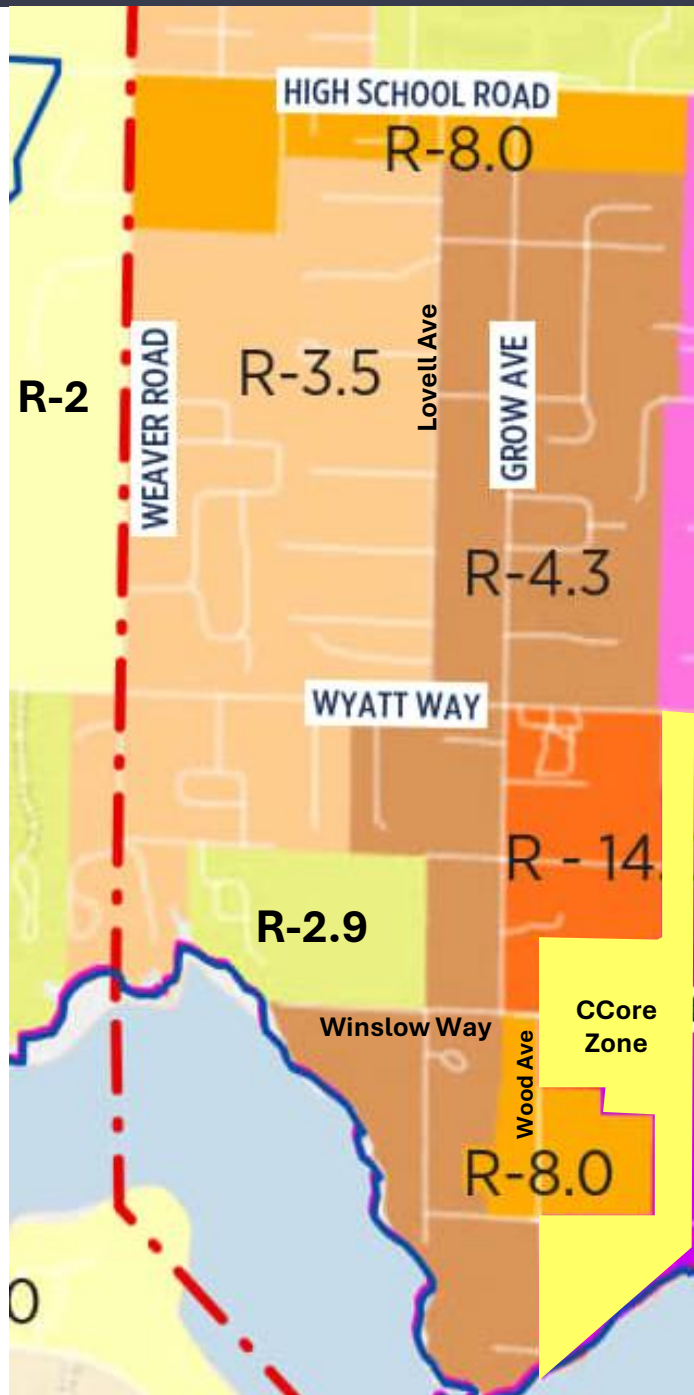 HIGH SCHOOL ROAD
R-8.0
Lovell Ave
WEAVER ROAD
GROW AVE
R-3.5
R-2
R-4.3
WYATT WAY
R - 14.
R-2.9
CCore
Zone
Winslow Way
Wood Ave
R-8.0
0